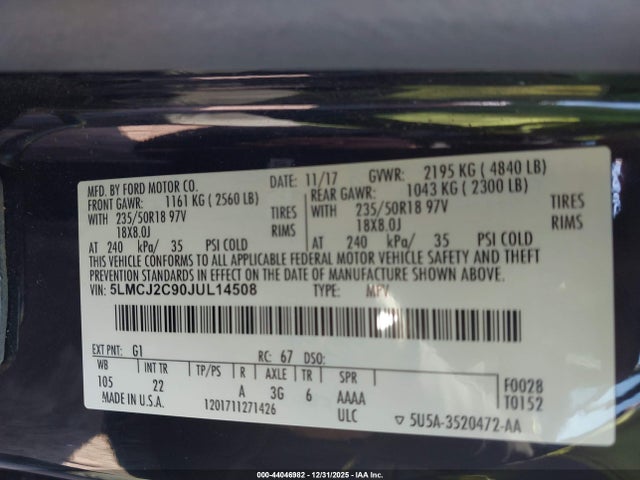 MFD. BY FORD MOTOR CO.
DATE: 11/17 GVWR: 2195 KG ( 4840 LB)
FRONT GAWR: 1161 KG ( 2560 LB) REAR GAWR: 1043 KG ( 2300 LB)
WITH 235/50R18 97V TIRES WITH 235/50R18 97V TIRES
18X8.0J RIMS 18X8.0J RIMS
AT 240 kPa/ 35 PSI COLD AT 240 kPa/ 35 PSI COLD
THIS VEHICLE CONFORMS TO ALL APPLICABLE FEDERAL MOTOR VEHICLE SAFETY AND THEFT
PREVENTION STANDARDS IN EFFECT ON THE DATE OF MANUFACTURE SHOWN ABOVE.
VIN: 5LMCJ2C90JUL14508 TYPE: MPV
EXT PNT: G1 RC: 67 DSO:
WB INT TR TP/PS R AXLE TR SPR
105 22 A 3G 6 AAAA F0028
MADE IN U.S.A. 1201711271426 ULC T0152
▽ 5U5A-3520472-AA
000-44046982 - 12/31/2025 - IAA Inc.